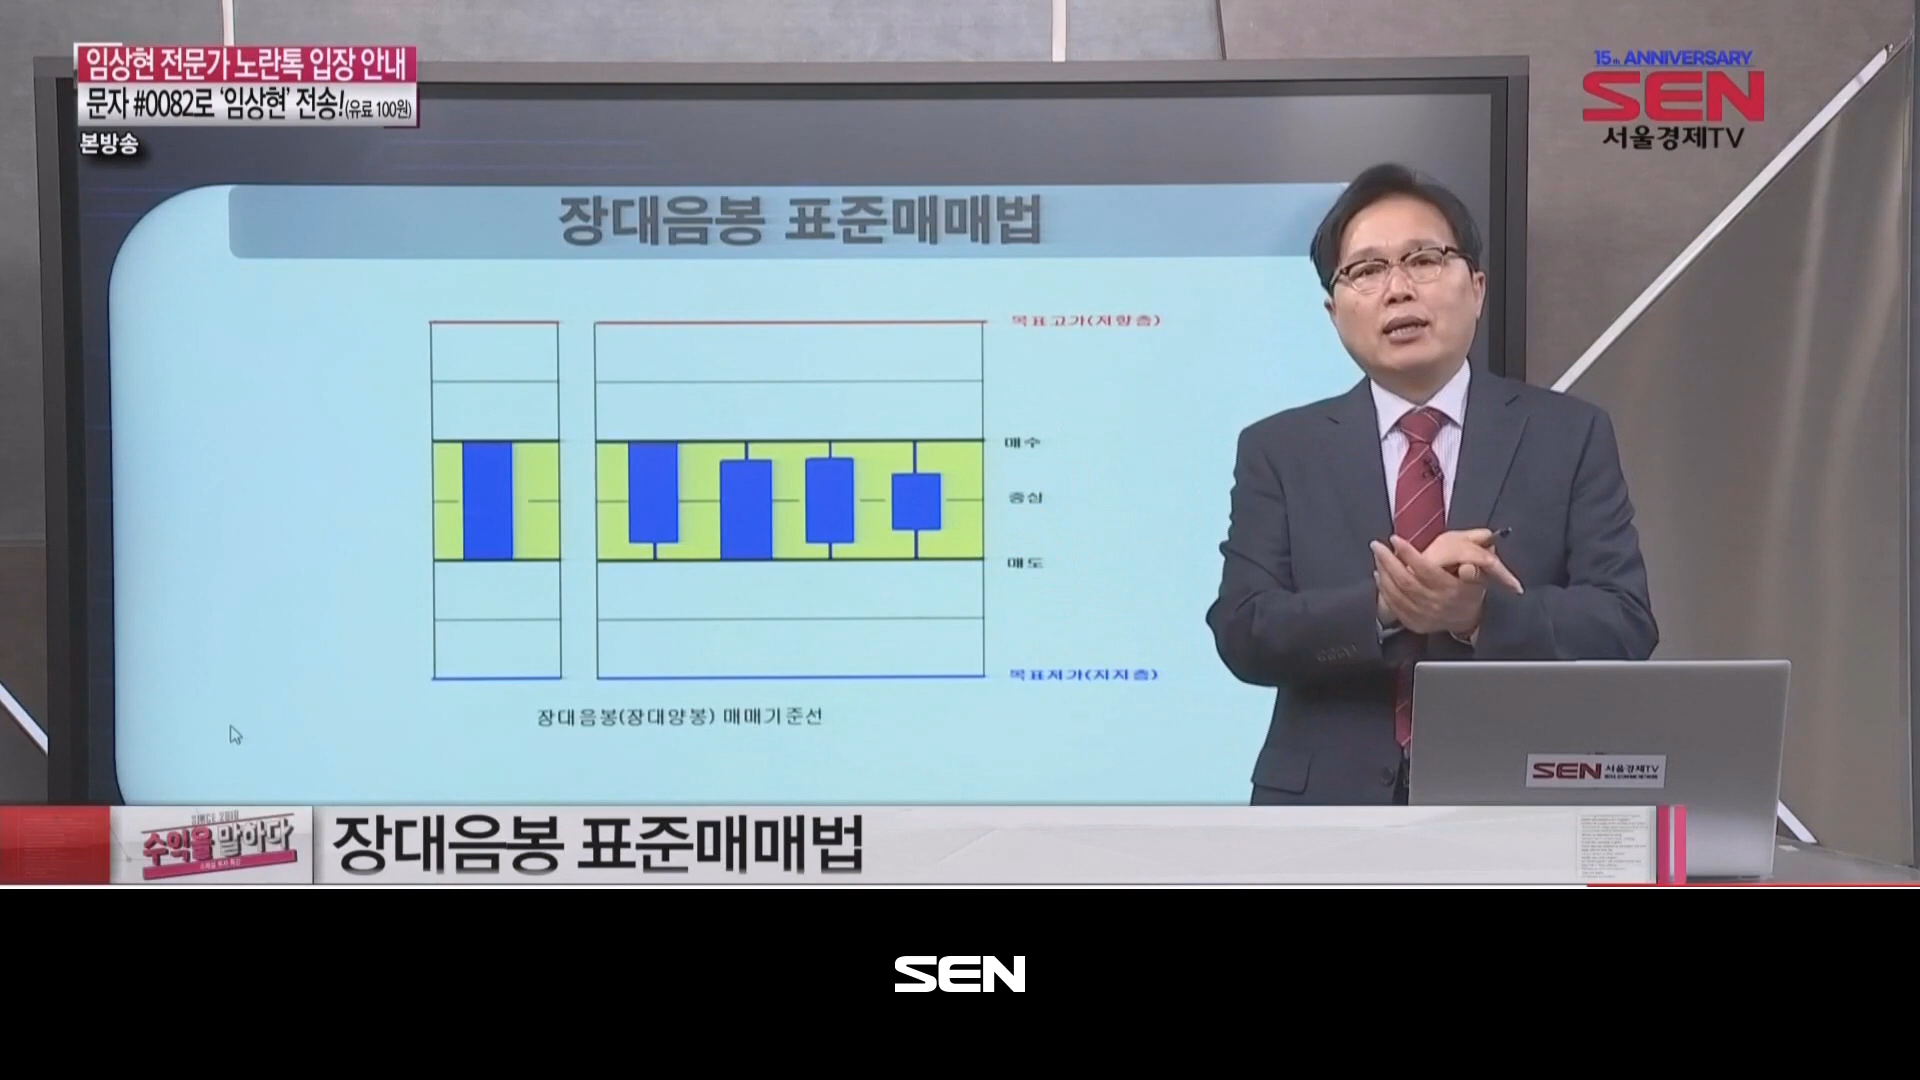 임상현 전문가 노란톡 입장 안내
문자 #0082로 '임상현' 전송!(유료 100원)
본방송
15th ANNIVERSARY
SEN
서울경제TV
장대음봉 표준매매법
목표고가(저항층)
매수
중심
매도
목표저가(지지층)
장대음봉(장대양봉) 매매기준선
SEN 서울경제TV
SINCE 2010
수익을 말하다
장대음봉 표준매매법
SEN